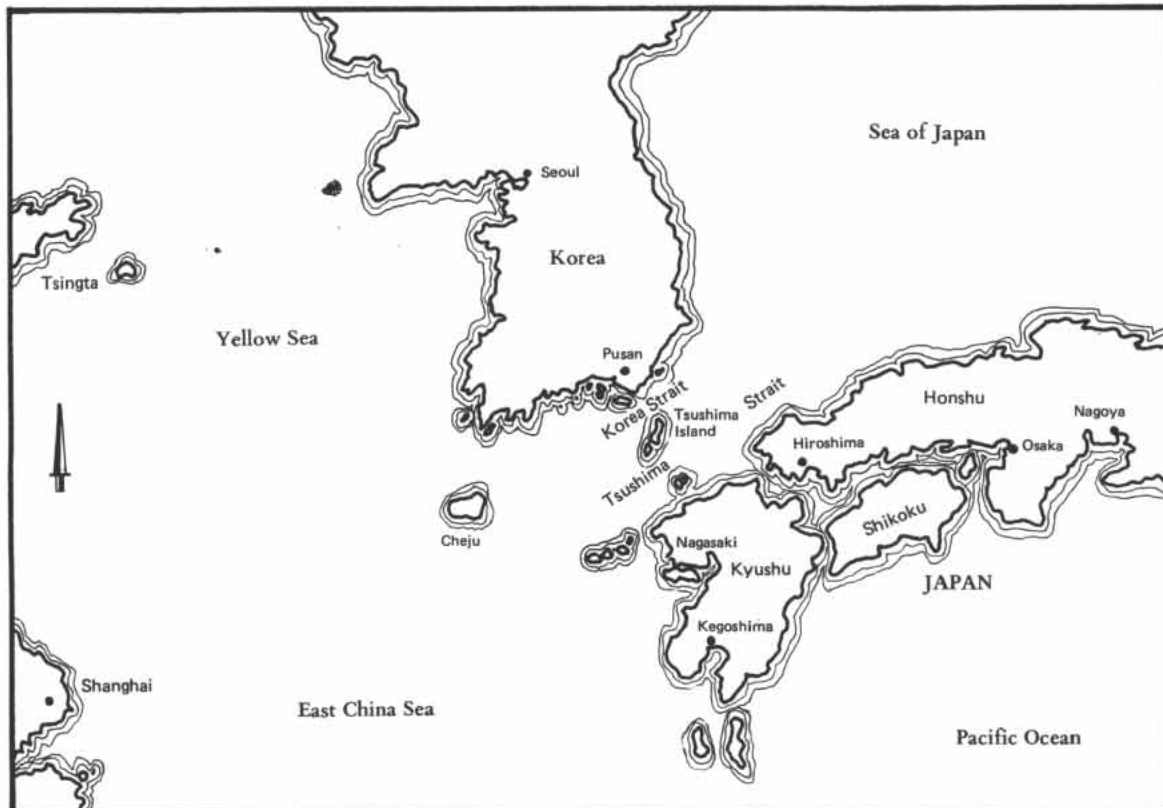 Sea of Japan
Seoul
Korea
Tsingta
Yellow Sea
Pusan
Korea Strait
Tsushima
Island
Tsushima Strait
Honshu
Nagoya
Hiroshima
Osaka
Shikoku
Cheju
Nagasaki
Kyushu
JAPAN
Kegoshima
Shanghai
East China Sea
Pacific Ocean